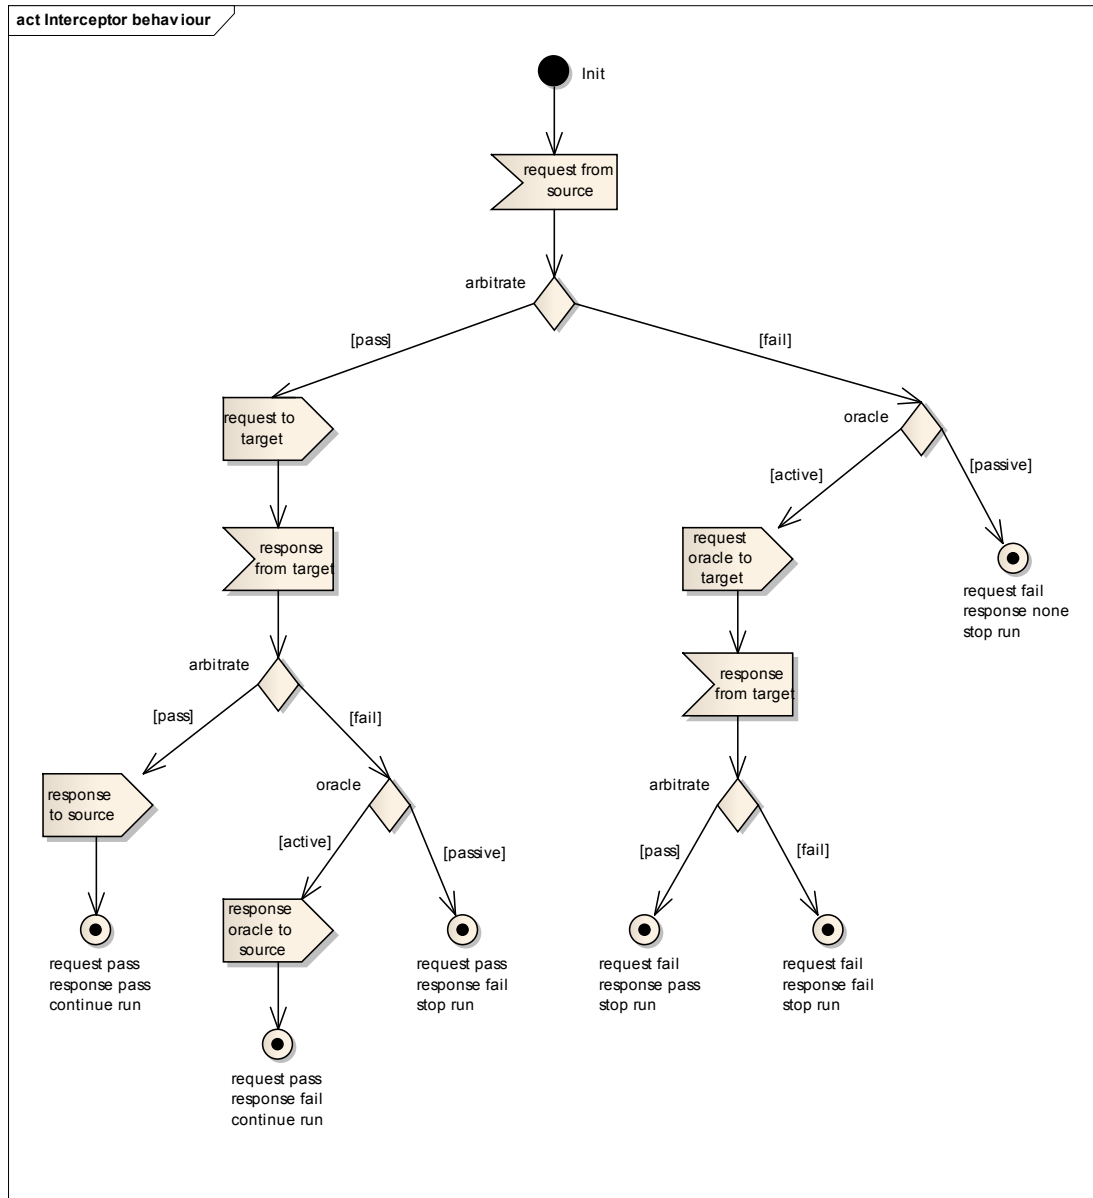 act Interceptor behaviour
Init
request from
source
arbitrate
[pass]
[fail]
request to
target
oracle
[active]
[passive]
response
from target
request
oracle to
target
request fail
response none
stop run
arbitrate
[pass]
[fail]
response
from target
response
to source
oracle
[active]
[passive]
arbitrate
[pass]
[fail]
response
oracle to
source
request pass
response pass
continue run
request pass
response fail
stop run
request fail
response pass
stop run
request fail
response fail
stop run
request pass
response fail
continue run